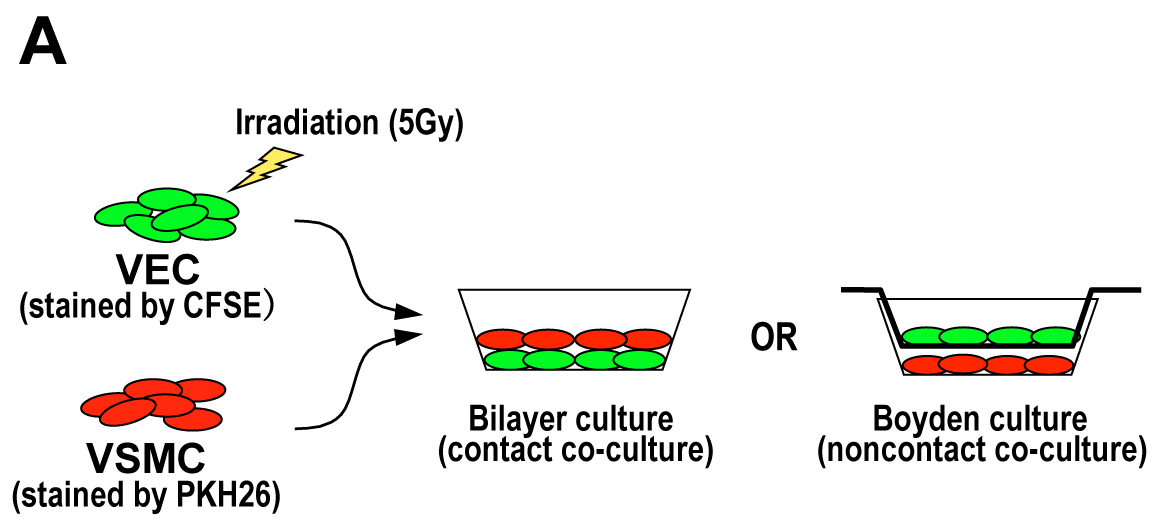 A
Irradiation (5Gy)
VEC
(stained by CFSE）
VSMC
(stained by PKH26)
Bilayer culture
(contact co-culture)
OR
Boyden culture
(noncontact co-culture)